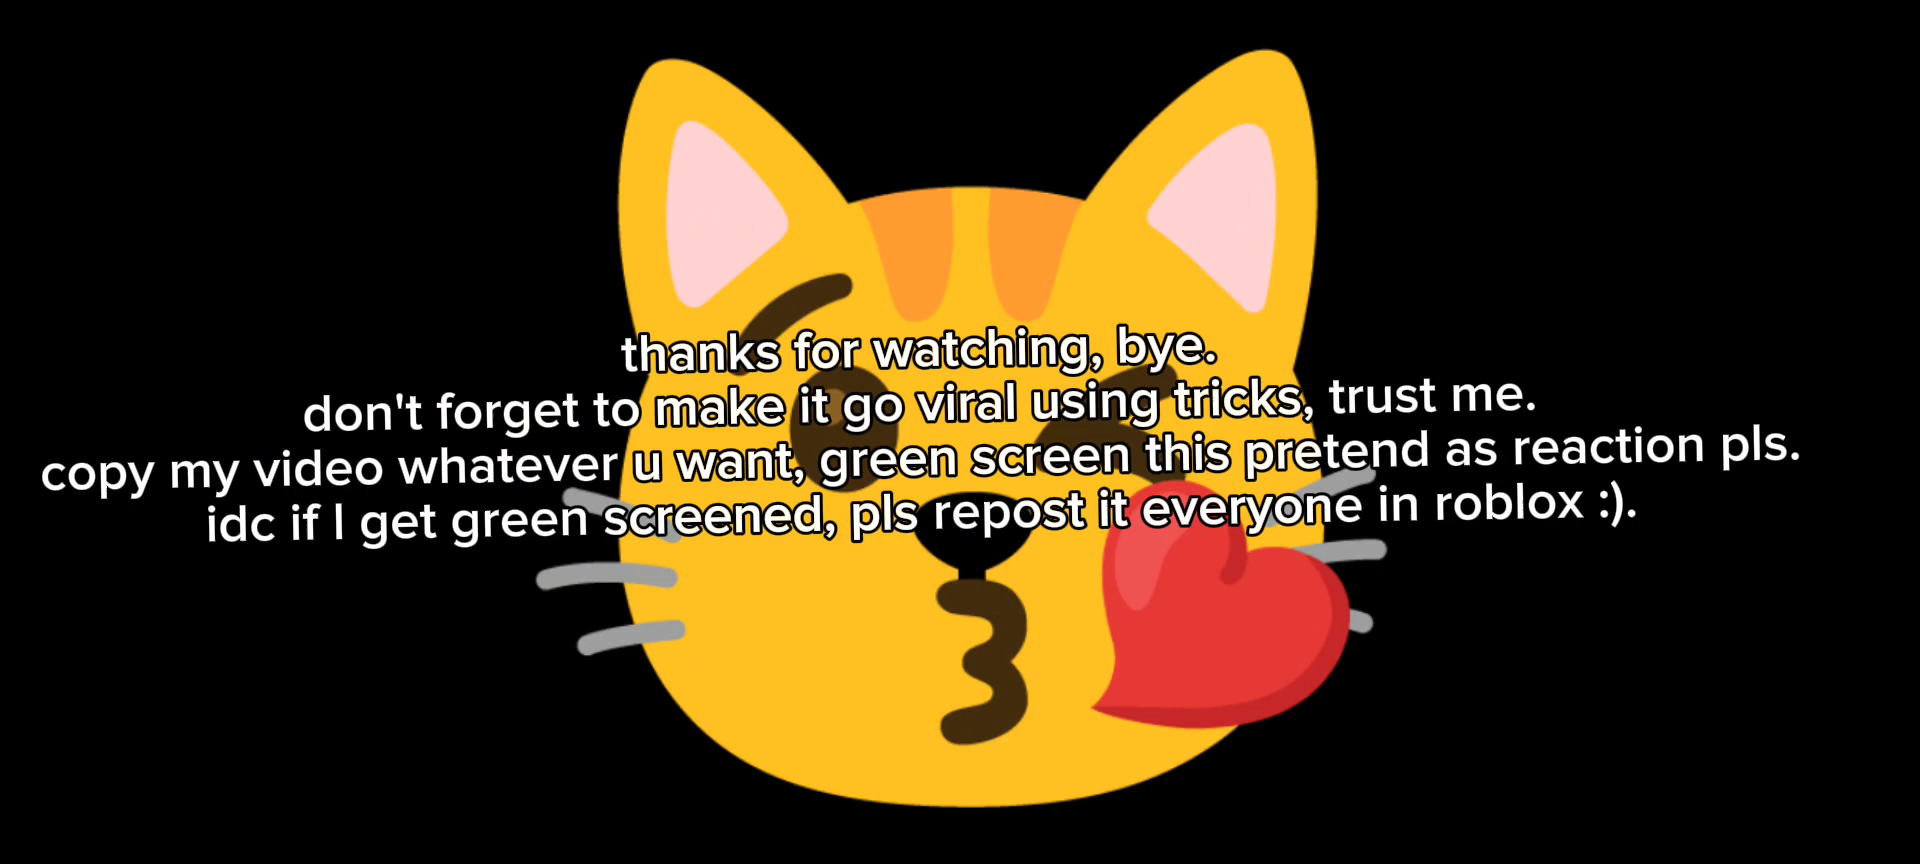 thanks for watching, bye.
don't forget to make it go viral using tricks, trust me.
copy my video whatever u want, green screen this pretend as reaction pls.
idc if I get green screened, pls repost it everyone in roblox :).